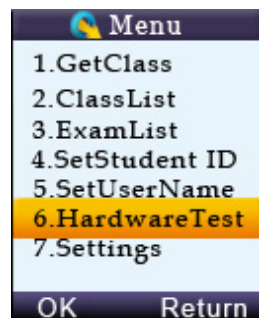 Menu
1.GetClass
2.ClassList
3.ExamList
4.SetStudent ID
5.SetUserName
6.HardwareTest
7.Settings
OK Return